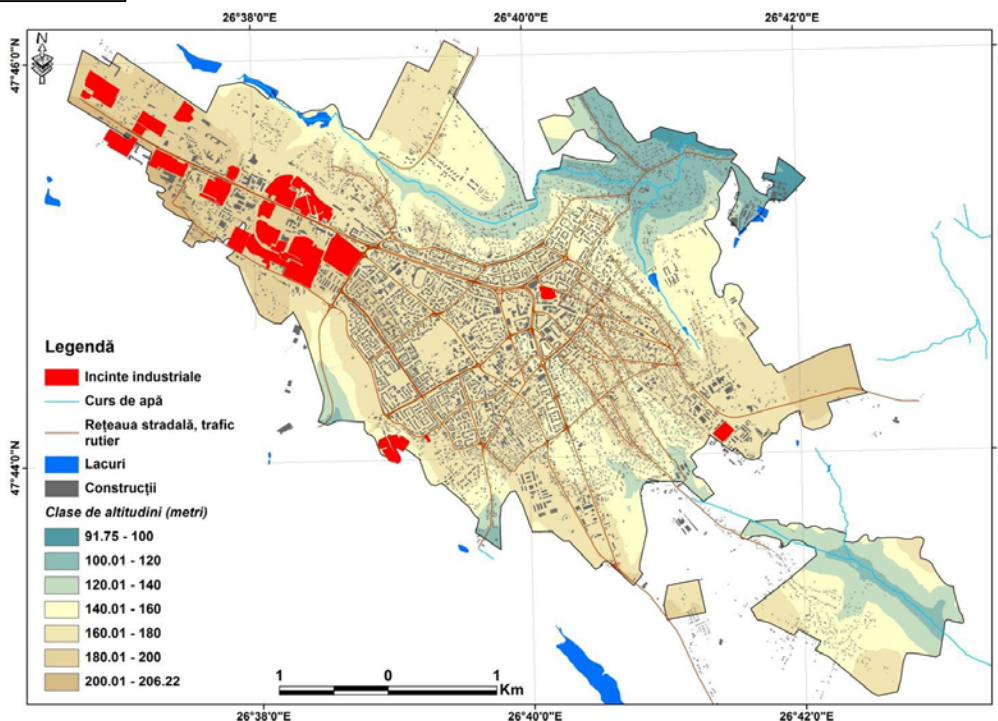 26°38'0"E 26°40'0"E 26°42'0"E
N
47°46'0"N
47°44'0"N
Legendă
Incinte industriale
Curs de apă
Rețeaua stradală, trafic
rutier
Lacuri
Construcții
Clase de altitudini (metri)
91.75 - 100
100.01 - 120
120.01 - 140
140.01 - 160
160.01 - 180
180.01 - 200
200.01 - 206.22
1 0 1
Km
26°38'0"E 26°40'0"E 26°42'0"E